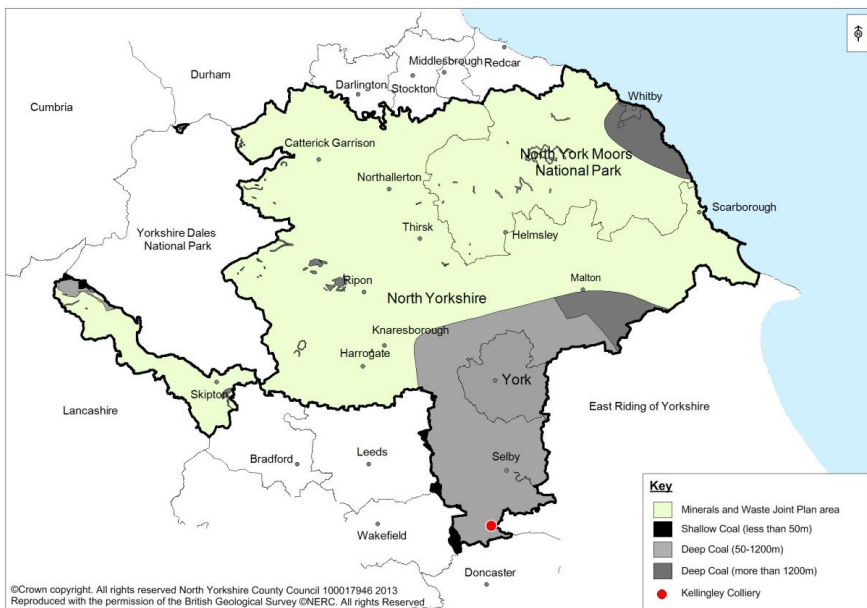 Redcar
Middlesbrough
Durham
Darlington
Stockton
Cumbria
Whitby
Catterick Garrison
North York Moors
National Park
Northallerton
Scarborough
Yorkshire Dales
National Park
Thirsk
Helmsley
Ripon
North Yorkshire
Malton
Knaresborough
Harrogate
Skipton
York
Lancashire
East Riding of Yorkshire
Bradford
Leeds
Selby
Wakefield
Doncaster
Key
Minerals and Waste Joint Plan area
Shallow Coal (less than 50m)
Deep Coal (50-1200m)
Deep Coal (more than 1200m)
Kellingley Colliery
©Crown copyright. All rights reserved North Yorkshire County Council 100017946 2013
Reproduced with the permission of the British Geological Survey ©NERC. All rights Reserved